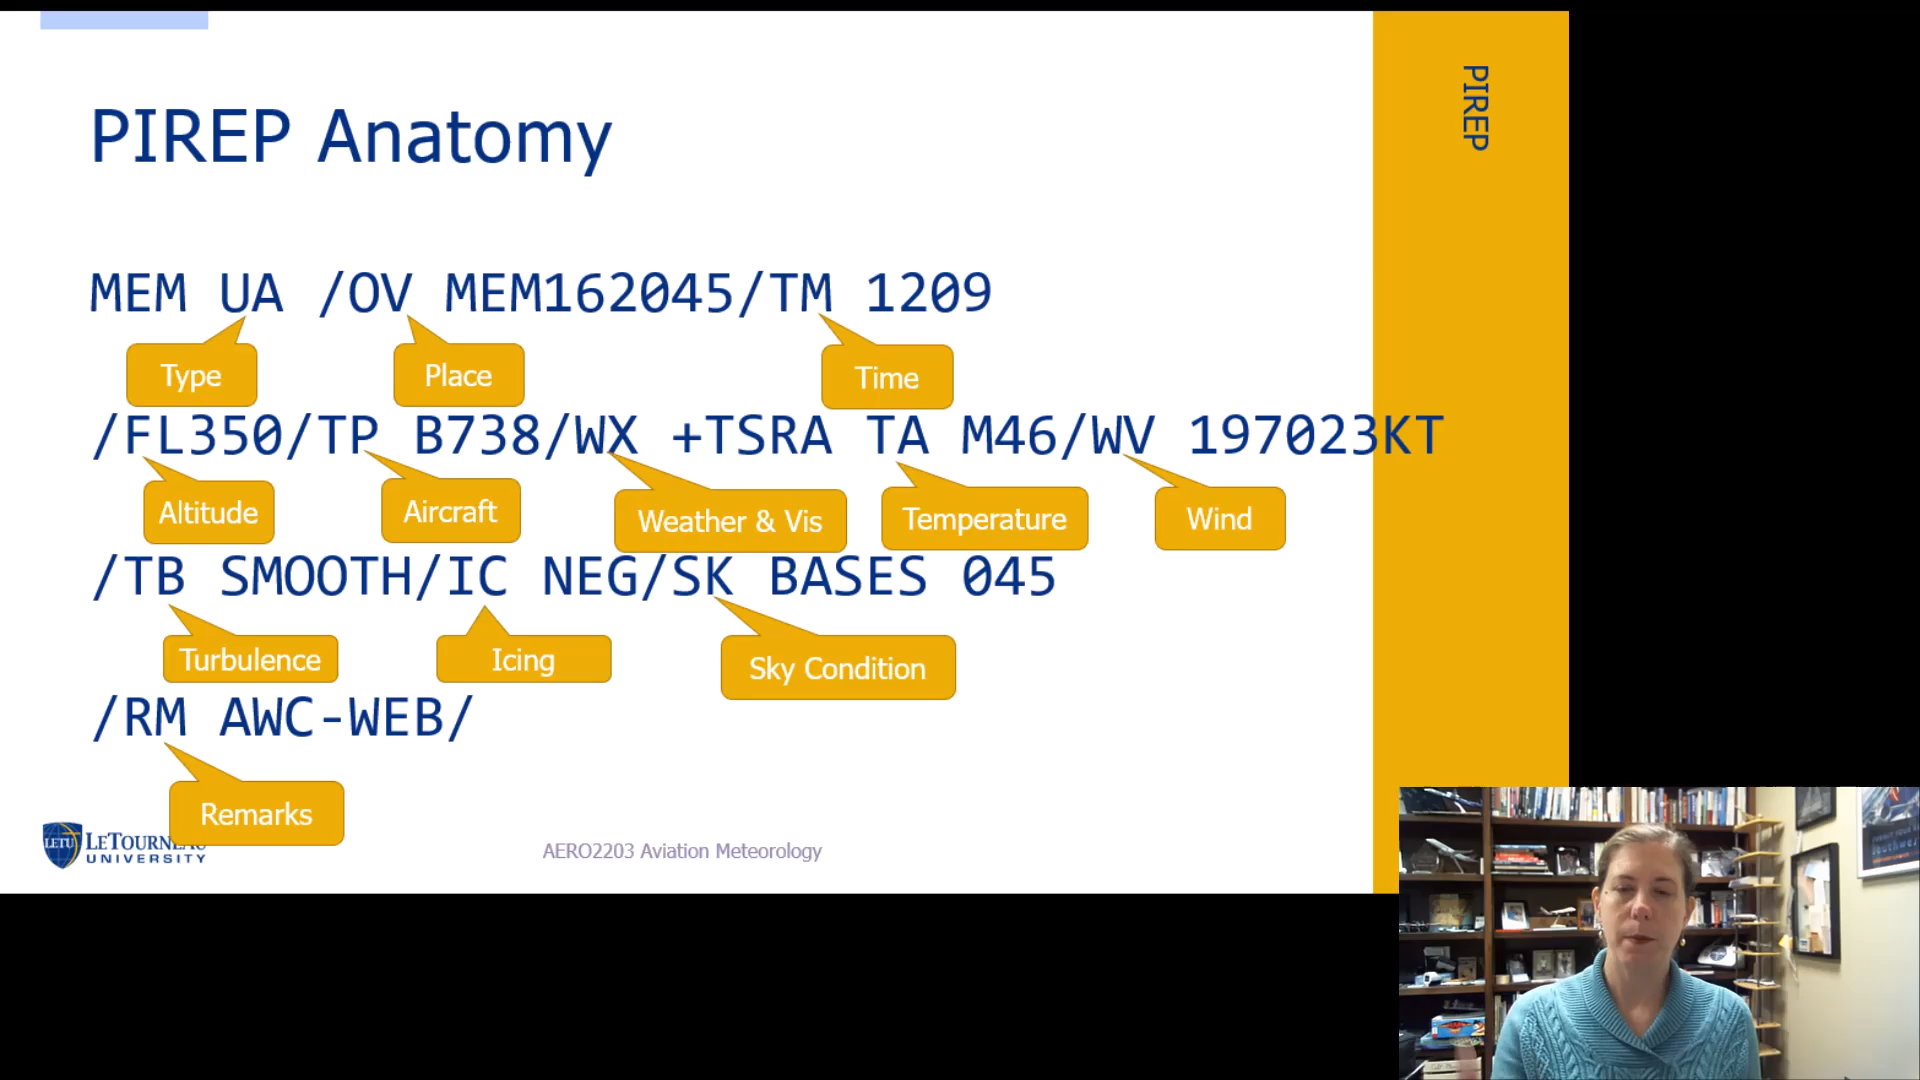 PIREP
PIREP Anatomy
MEM UA /OV MEM162045/TM 1209
Type
Place
Time
/FL350/TP B738/WX +TSRA TA M46/WV 197023KT
Altitude
Aircraft
Weather & Vis
Temperature
Wind
/TB SMOOTH/IC NEG/SK BASES 045
Turbulence
Icing
Sky Condition
/RM AWC-WEB/
Remarks
LETU
LETOURNEAU
UNIVERSITY
AERO2203 Aviation Meteorology